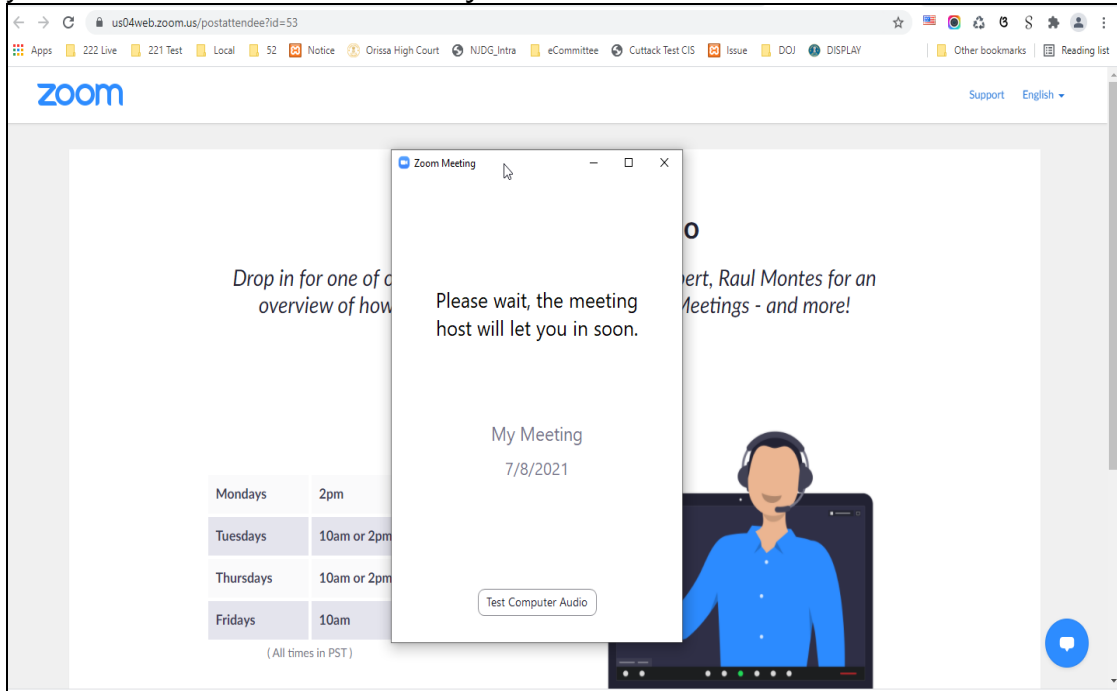 us04web.zoom.us/postattendee?id=53
Apps 222 Live 221 Test Local 52 Notice Orissa High Court NJDG_Intra eCommittee Cuttack Test CIS Issue DOJ DISPLAY Other bookmarks Reading list
zoom
Support English
Zoom Meeting
o
Drop in for one of o
pert, Raul Montes for an
overview of how
Meetings - and more!
Please wait, the meeting
host will let you in soon.
My Meeting
7/8/2021
Mondays 2pm
Tuesdays 10am or 2pm
Thursdays 10am or 2pm
Fridays 10am
(All times in PST)
Test Computer Audio